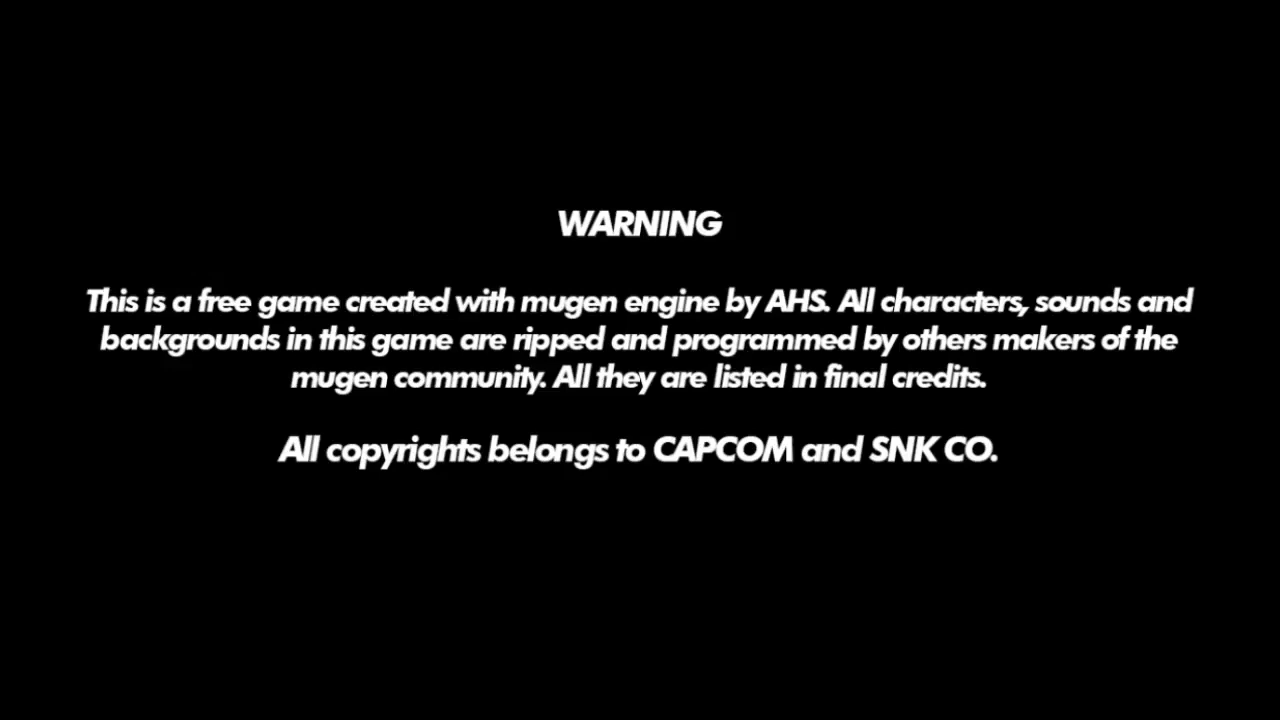 WARNING
This is a free game created with mugen engine by AHS. All characters, sounds and
backgrounds in this game are ripped and programmed by others makers of the
mugen community. All they are listed in final credits.
All copyrights belongs to CAPCOM and SNK CO.